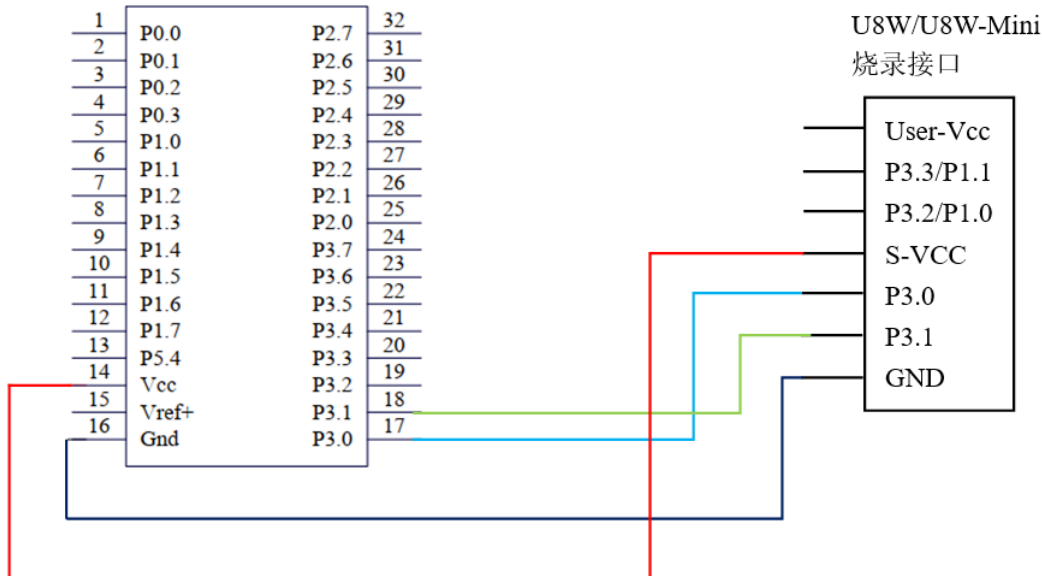 1 P0.0 P2.7 32
2 P0.1 P2.6 31
3 P0.2 P2.5 30
4 P0.3 P2.4 29
5 P1.0 P2.3 28
6 P1.1 P2.2 27
7 P1.2 P2.1 26
8 P1.3 P2.0 25
9 P1.4 P3.7 24
10 P1.5 P3.6 23
11 P1.6 P3.5 22
12 P1.7 P3.4 21
13 P5.4 P3.3 20
14 Vcc P3.2 19
15 Vref+ P3.1 18
16 Gnd P3.0 17
U8W/U8W-Mini
烧录接口
User-Vcc
P3.3/P1.1
P3.2/P1.0
S-VCC
P3.0
P3.1
GND